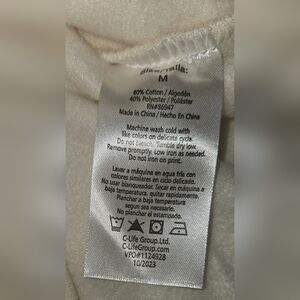 Size/Talla:
M
60% Cotton / Algodón
40% Polyester / Poliéster
RN#86947
Made in China / Hecho En China
Machine wash cold with
like colors on delicate cycle.
Do not bleach. Tumble dry low.
Remove promptly. Low iron as needed.
Do not iron on print.
Lavar a máquina en agua fría con
colores similares en ciclo delicado.
No usar blanqueador. Secar en máquina a
baja temperatura, quitar rápidamente.
Planchar a baja temperatura
según sea necesario.
No planchar el estampado.
C-Life Group, Ltd.
C-LifeGroup.com
VPO#1124928
10/2023